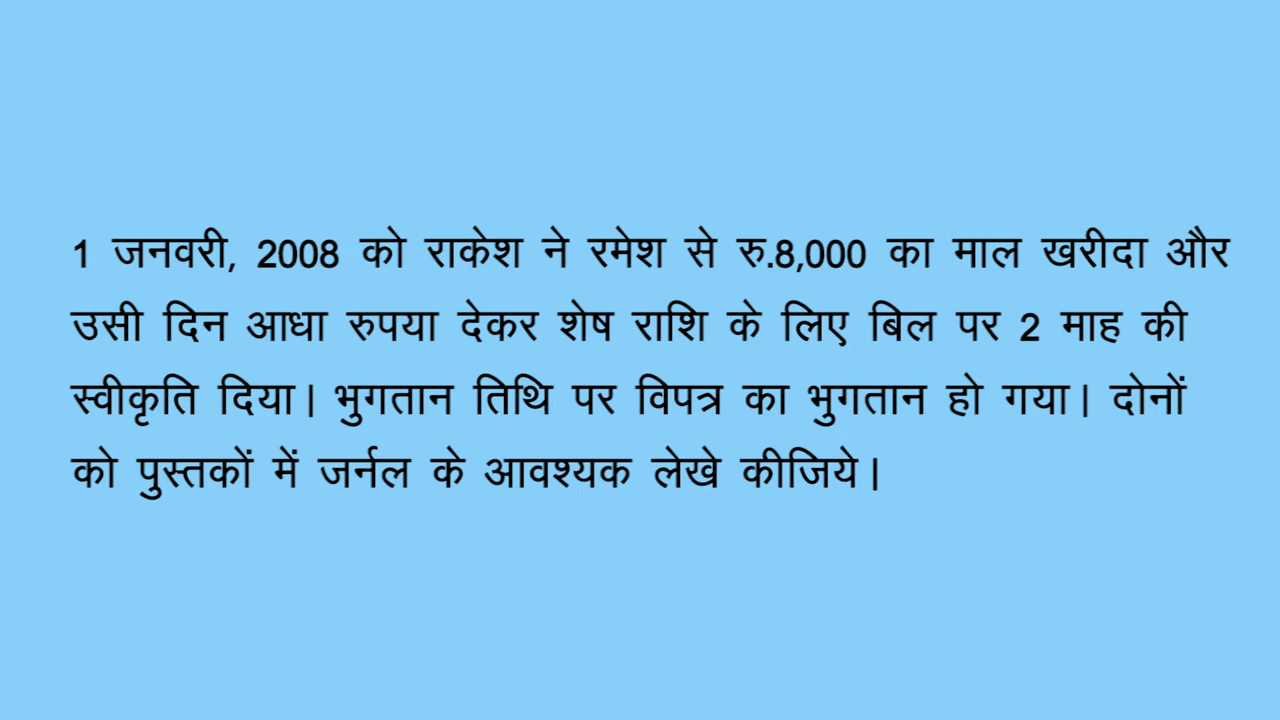 1 जनवरी, 2008 को राकेश ने रमेश से रु.8,000 का माल खरीदा और
उसी दिन आधा रुपया देकर शेष राशि के लिए बिल पर 2 माह की
स्वीकृति दिया। भुगतान तिथि पर विपत्र का भुगतान हो गया। दोनों
को पुस्तकों में जर्नल के आवश्यक लेखे कीजिये।